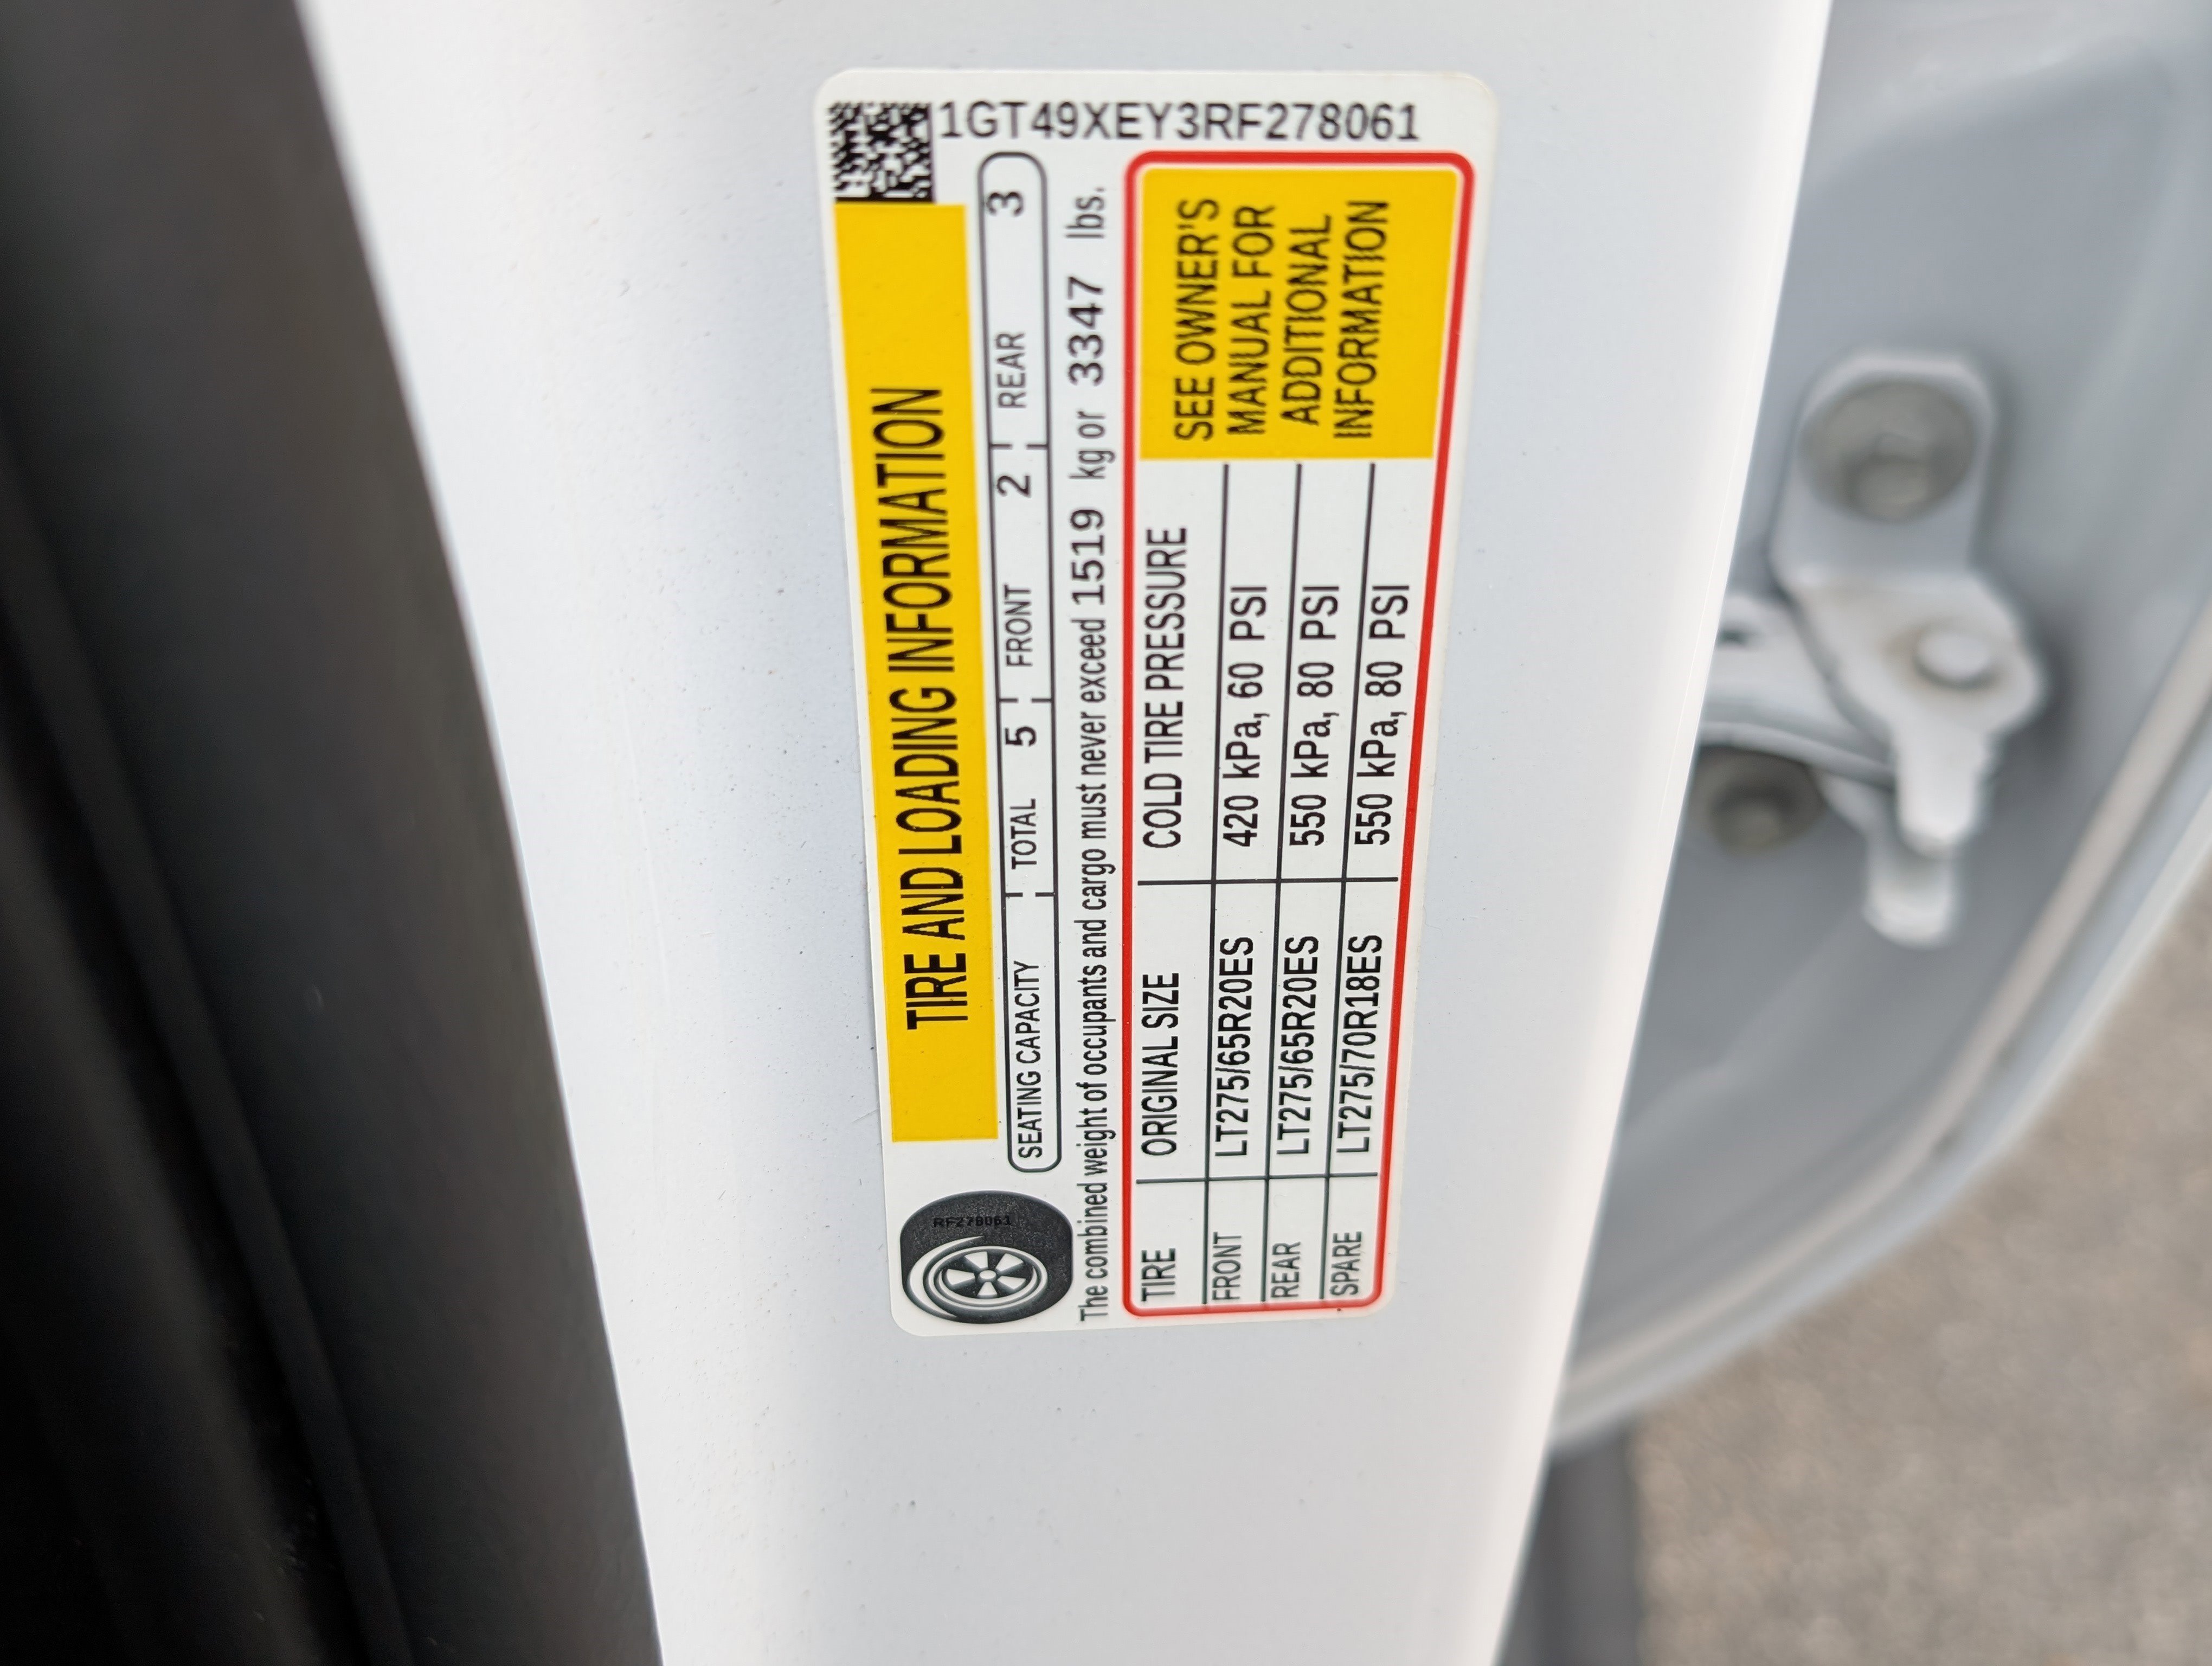 1GT49XEY3RF278061
TIRE AND LOADING INFORMATION
SEATING CAPACITY TOTAL 5 FRONT 2 REAR 3
The combined weight of occupants and cargo must never exceed 1519 kg or 3347 lbs.
TIRE ORIGINAL SIZE COLD TIRE PRESSURE
FRONT LT275/65R20ES 420 kPa, 60 PSI
REAR LT275/65R20ES 550 kPa, 80 PSI
SPARE LT275/70R18ES 550 kPa, 80 PSI
SEE OWNER'S
MANUAL FOR
ADDITIONAL
INFORMATION
RF278061